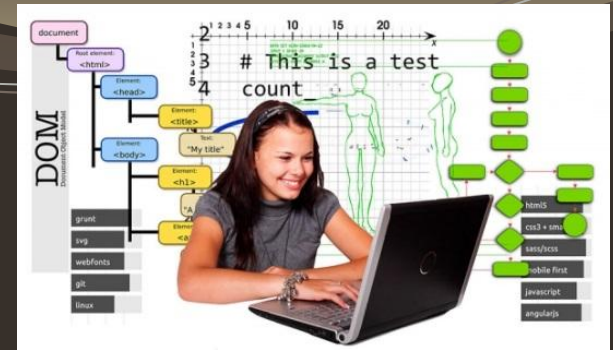 document
Root element:
<html>
Element:
<head>
Element:
<title>
Text:
"My title"
Element:
<body>
Element:
<h1>
"A
Element
<a
DOM
Document Object Model
grunt
svg
webfonts
git
linux
1 2 3 4 5 10 15 20
x
2
3 # This is a test
4 count_
html5
css3 +
sass/scss
mobile first
javascript
angularjs